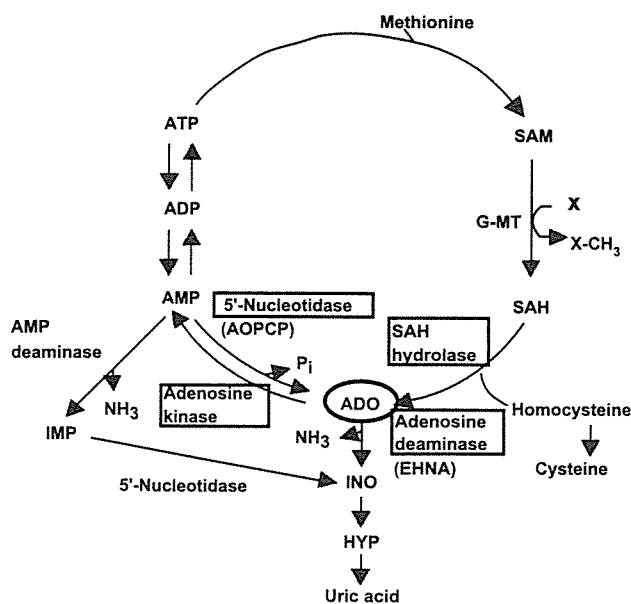 Methionine
ATP
SAM
ADP
X
G-MT
X-CH3
AMP
5'-Nucleotidase
(AOPCP)
SAH
AMP
deaminase
SAH
hydrolase
Pi
NH3
Adenosine
kinase
ADO
Homocysteine
IMP
NH3
Adenosine
deaminase
(EHNA)
Cysteine
5'-Nucleotidase
INO
HYP
Uric acid